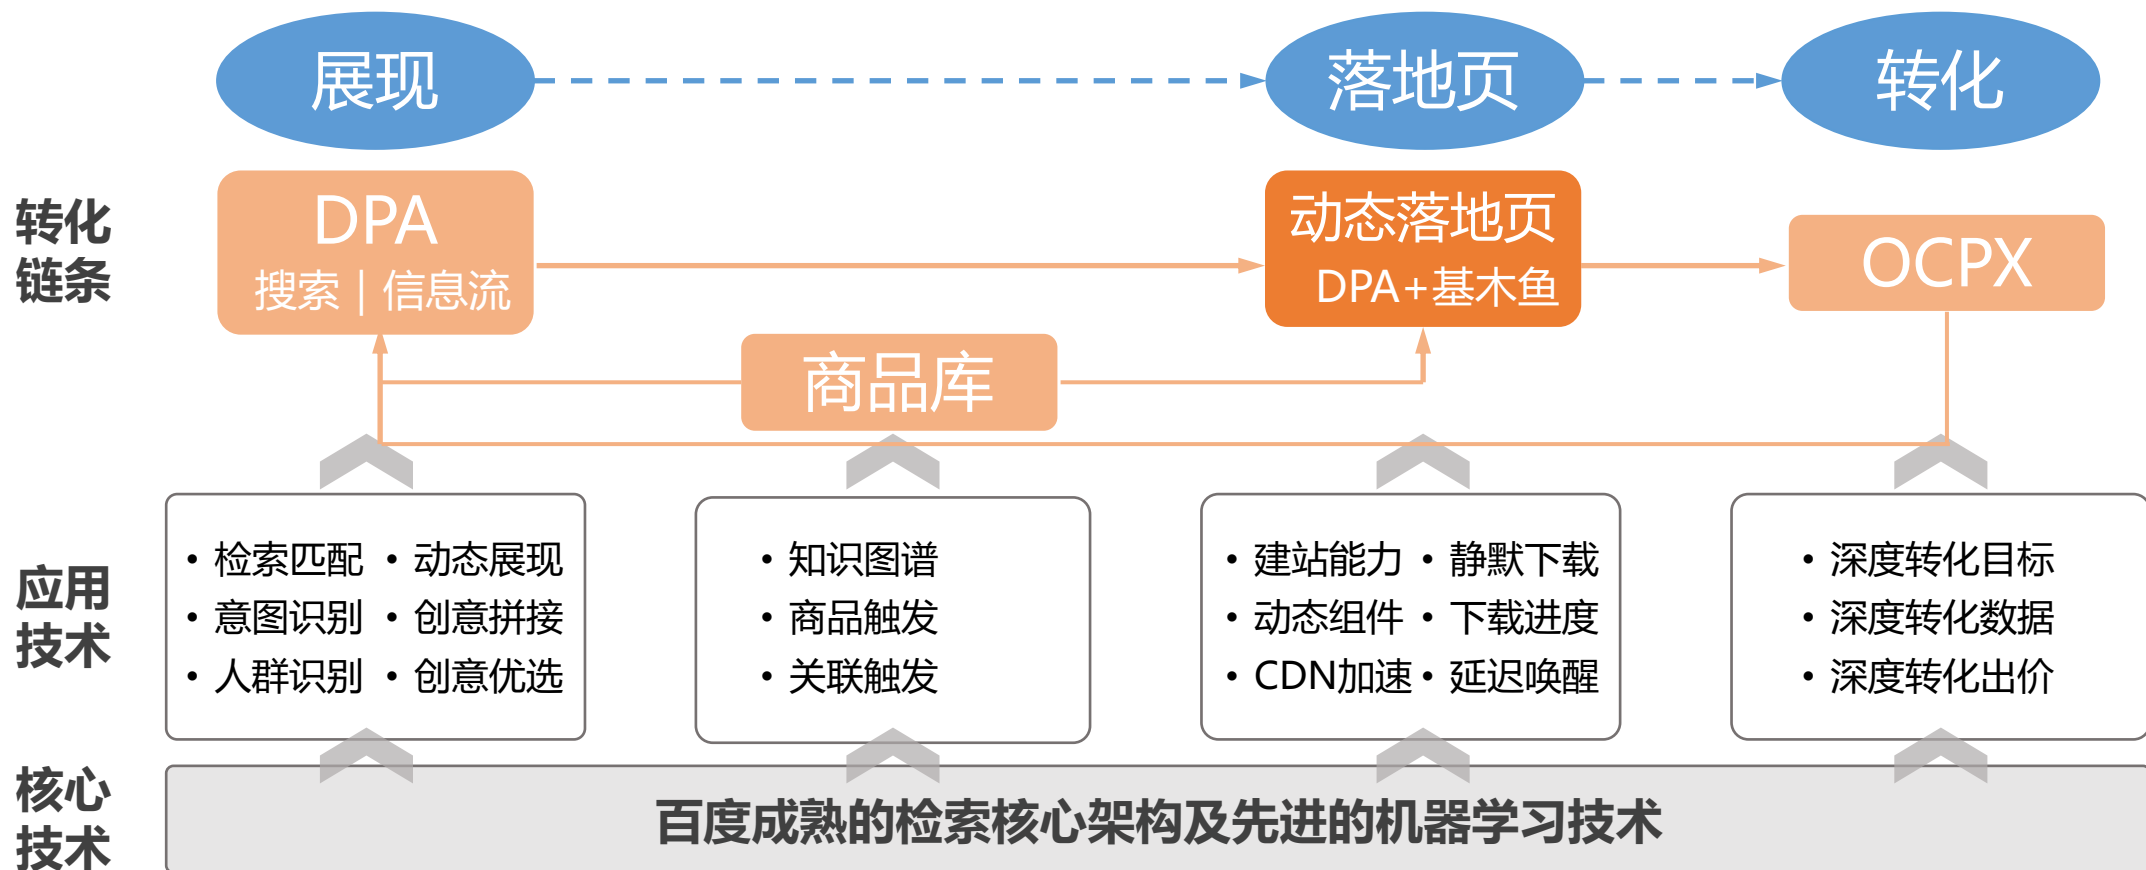 展现
落地页
转化
转化
链条
DPA
搜索 | 信息流
动态落地页
DPA+基木鱼
OCPX
商品库
应用
技术
• 检索匹配
• 意图识别
• 人群识别
• 动态展现
• 创意拼接
• 创意优选
• 知识图谱
• 商品触发
• 关联触发
• 建站能力
• 动态组件
• CDN加速
• 静默下载
• 下载进度
• 延迟唤醒
• 深度转化目标
• 深度转化数据
• 深度转化出价
核心
技术
百度成熟的检索核心架构及先进的机器学习技术